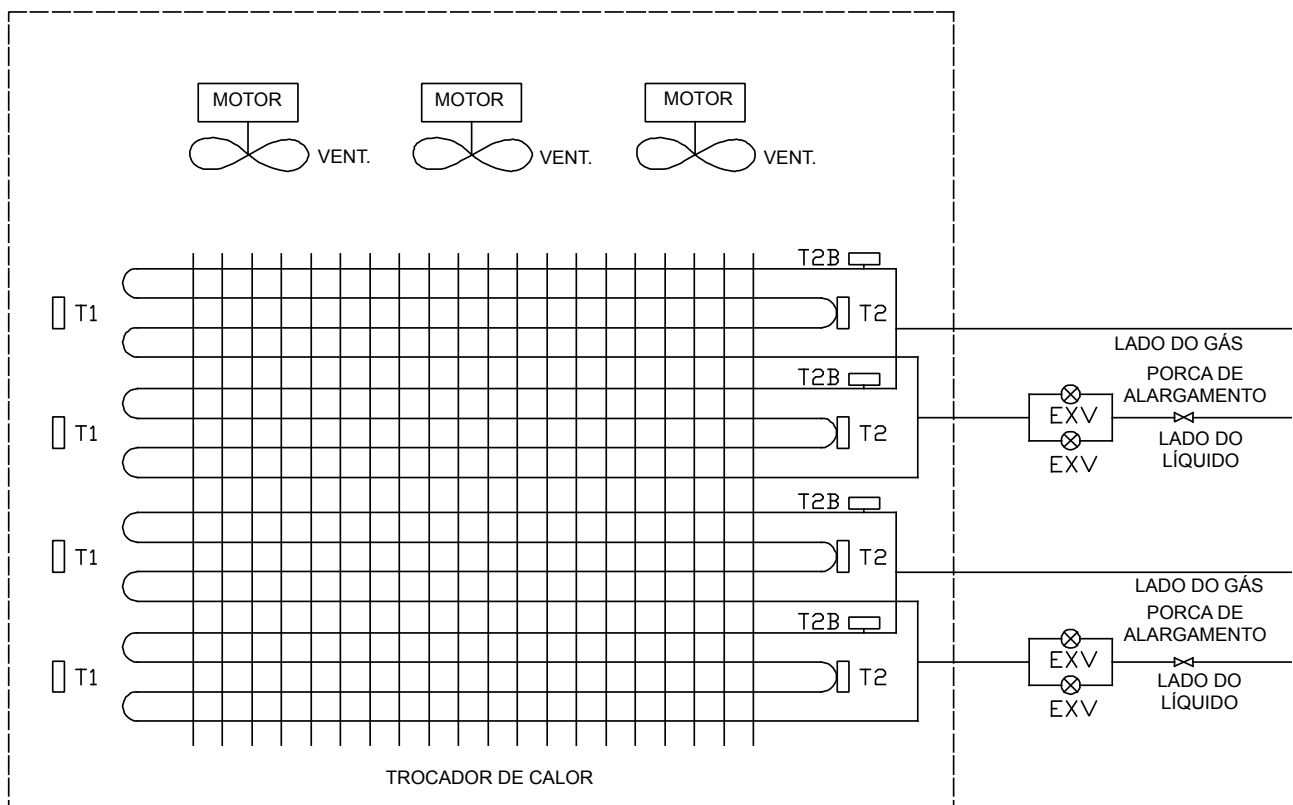 MOTOR MOTOR MOTOR
VENT. VENT. VENT.
T2B
T1 T2
LADO DO GÁS
T2B
PORCA DE
ALARGAMENTO
EXV
T1 T2
LADO DO
LÍQUIDO
EXV
T2B
T1 T2
LADO DO GÁS
T2B
PORCA DE
ALARGAMENTO
EXV
T1 T2
LADO DO
LÍQUIDO
EXV
TROCADOR DE CALOR